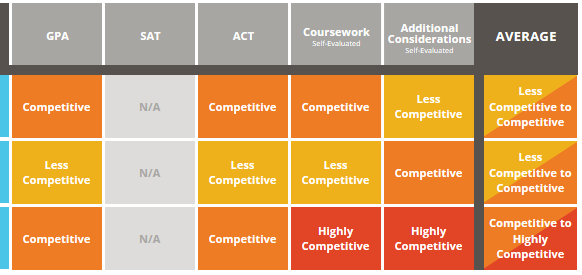 GPA
SAT
ACT
Coursework
Self-Evaluated
Additional
Considerations
Self-Evaluated
AVERAGE
Competitive
N/A
Competitive
Competitive
Less
Competitive
Less
Competitive to
Competitive
Less
Competitive
N/A
Less
Competitive
Less
Competitive
Competitive
Less
Competitive to
Competitive
Competitive
N/A
Competitive
Highly
Competitive
Highly
Competitive
Competitive to
Highly
Competitive